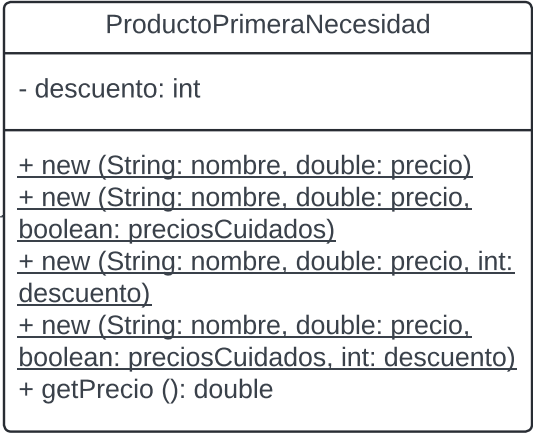 ProductoPrimeraNecesidad
- descuento: int
+ new (String: nombre, double: precio)
+ new (String: nombre, double: precio,
boolean: preciosCuidados)
+ new (String: nombre, double: precio, int:
descuento)
+ new (String: nombre, double: precio,
boolean: preciosCuidados, int: descuento)
+ getPrecio (): double